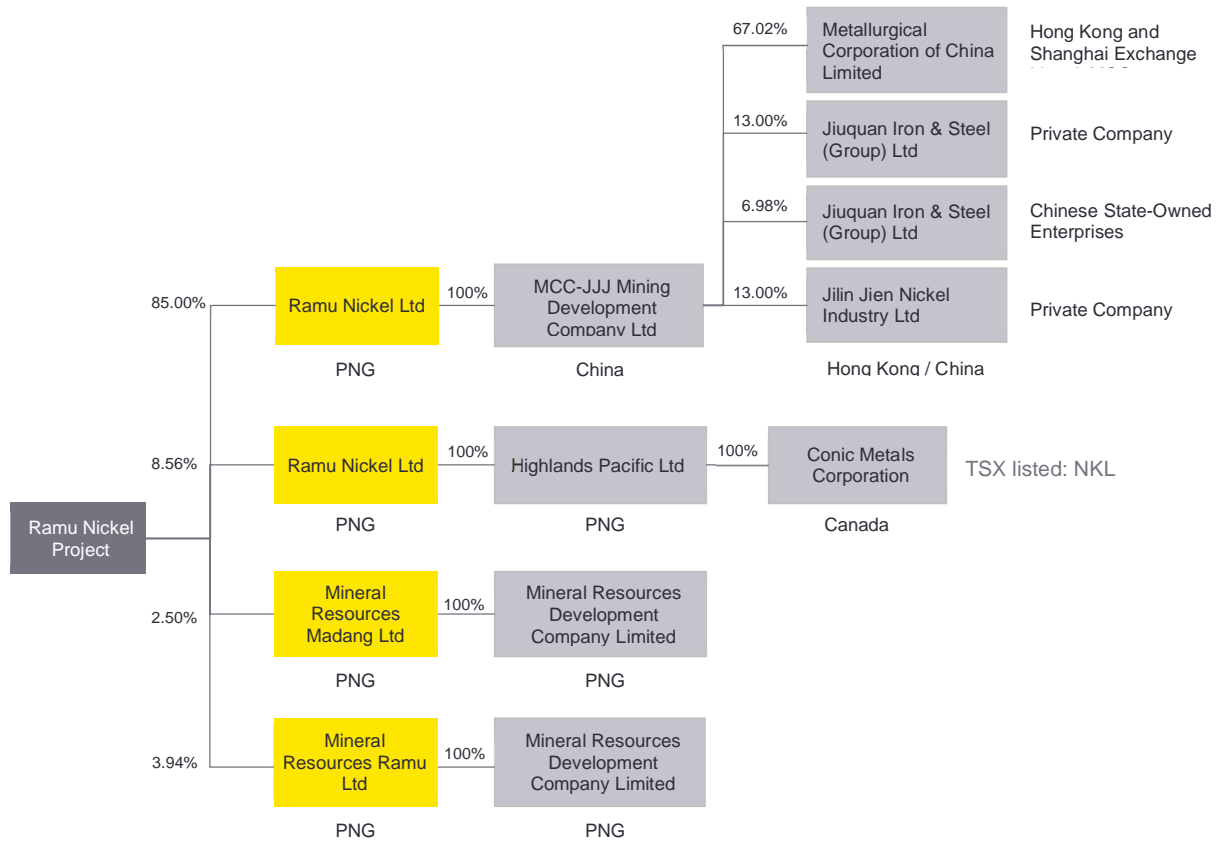 67.02%
Metallurgical
Corporation of China
Limited
Hong Kong and
Shanghai Exchange
13.00%
Jiuquan Iron & Steel
(Group) Ltd
Private Company
6.98%
Jiuquan Iron & Steel
(Group) Ltd
Chinese State-Owned
Enterprises
85.00%
Ramu Nickel Ltd
100%
MCC-JJJ Mining
Development
Company Ltd
13.00%
Jilin Jien Nickel
Industry Ltd
Private Company
PNG
China
Hong Kong / China
8.56%
Ramu Nickel Ltd
100%
Highlands Pacific Ltd
100%
Conic Metals
Corporation
TSX listed: NKL
PNG
PNG
Canada
Ramu Nickel
Project
2.50%
Mineral
Resources
Madang Ltd
100%
Mineral Resources
Development
Company Limited
PNG
PNG
3.94%
Mineral
Resources Ramu
Ltd
100%
Mineral Resources
Development
Company Limited
PNG
PNG